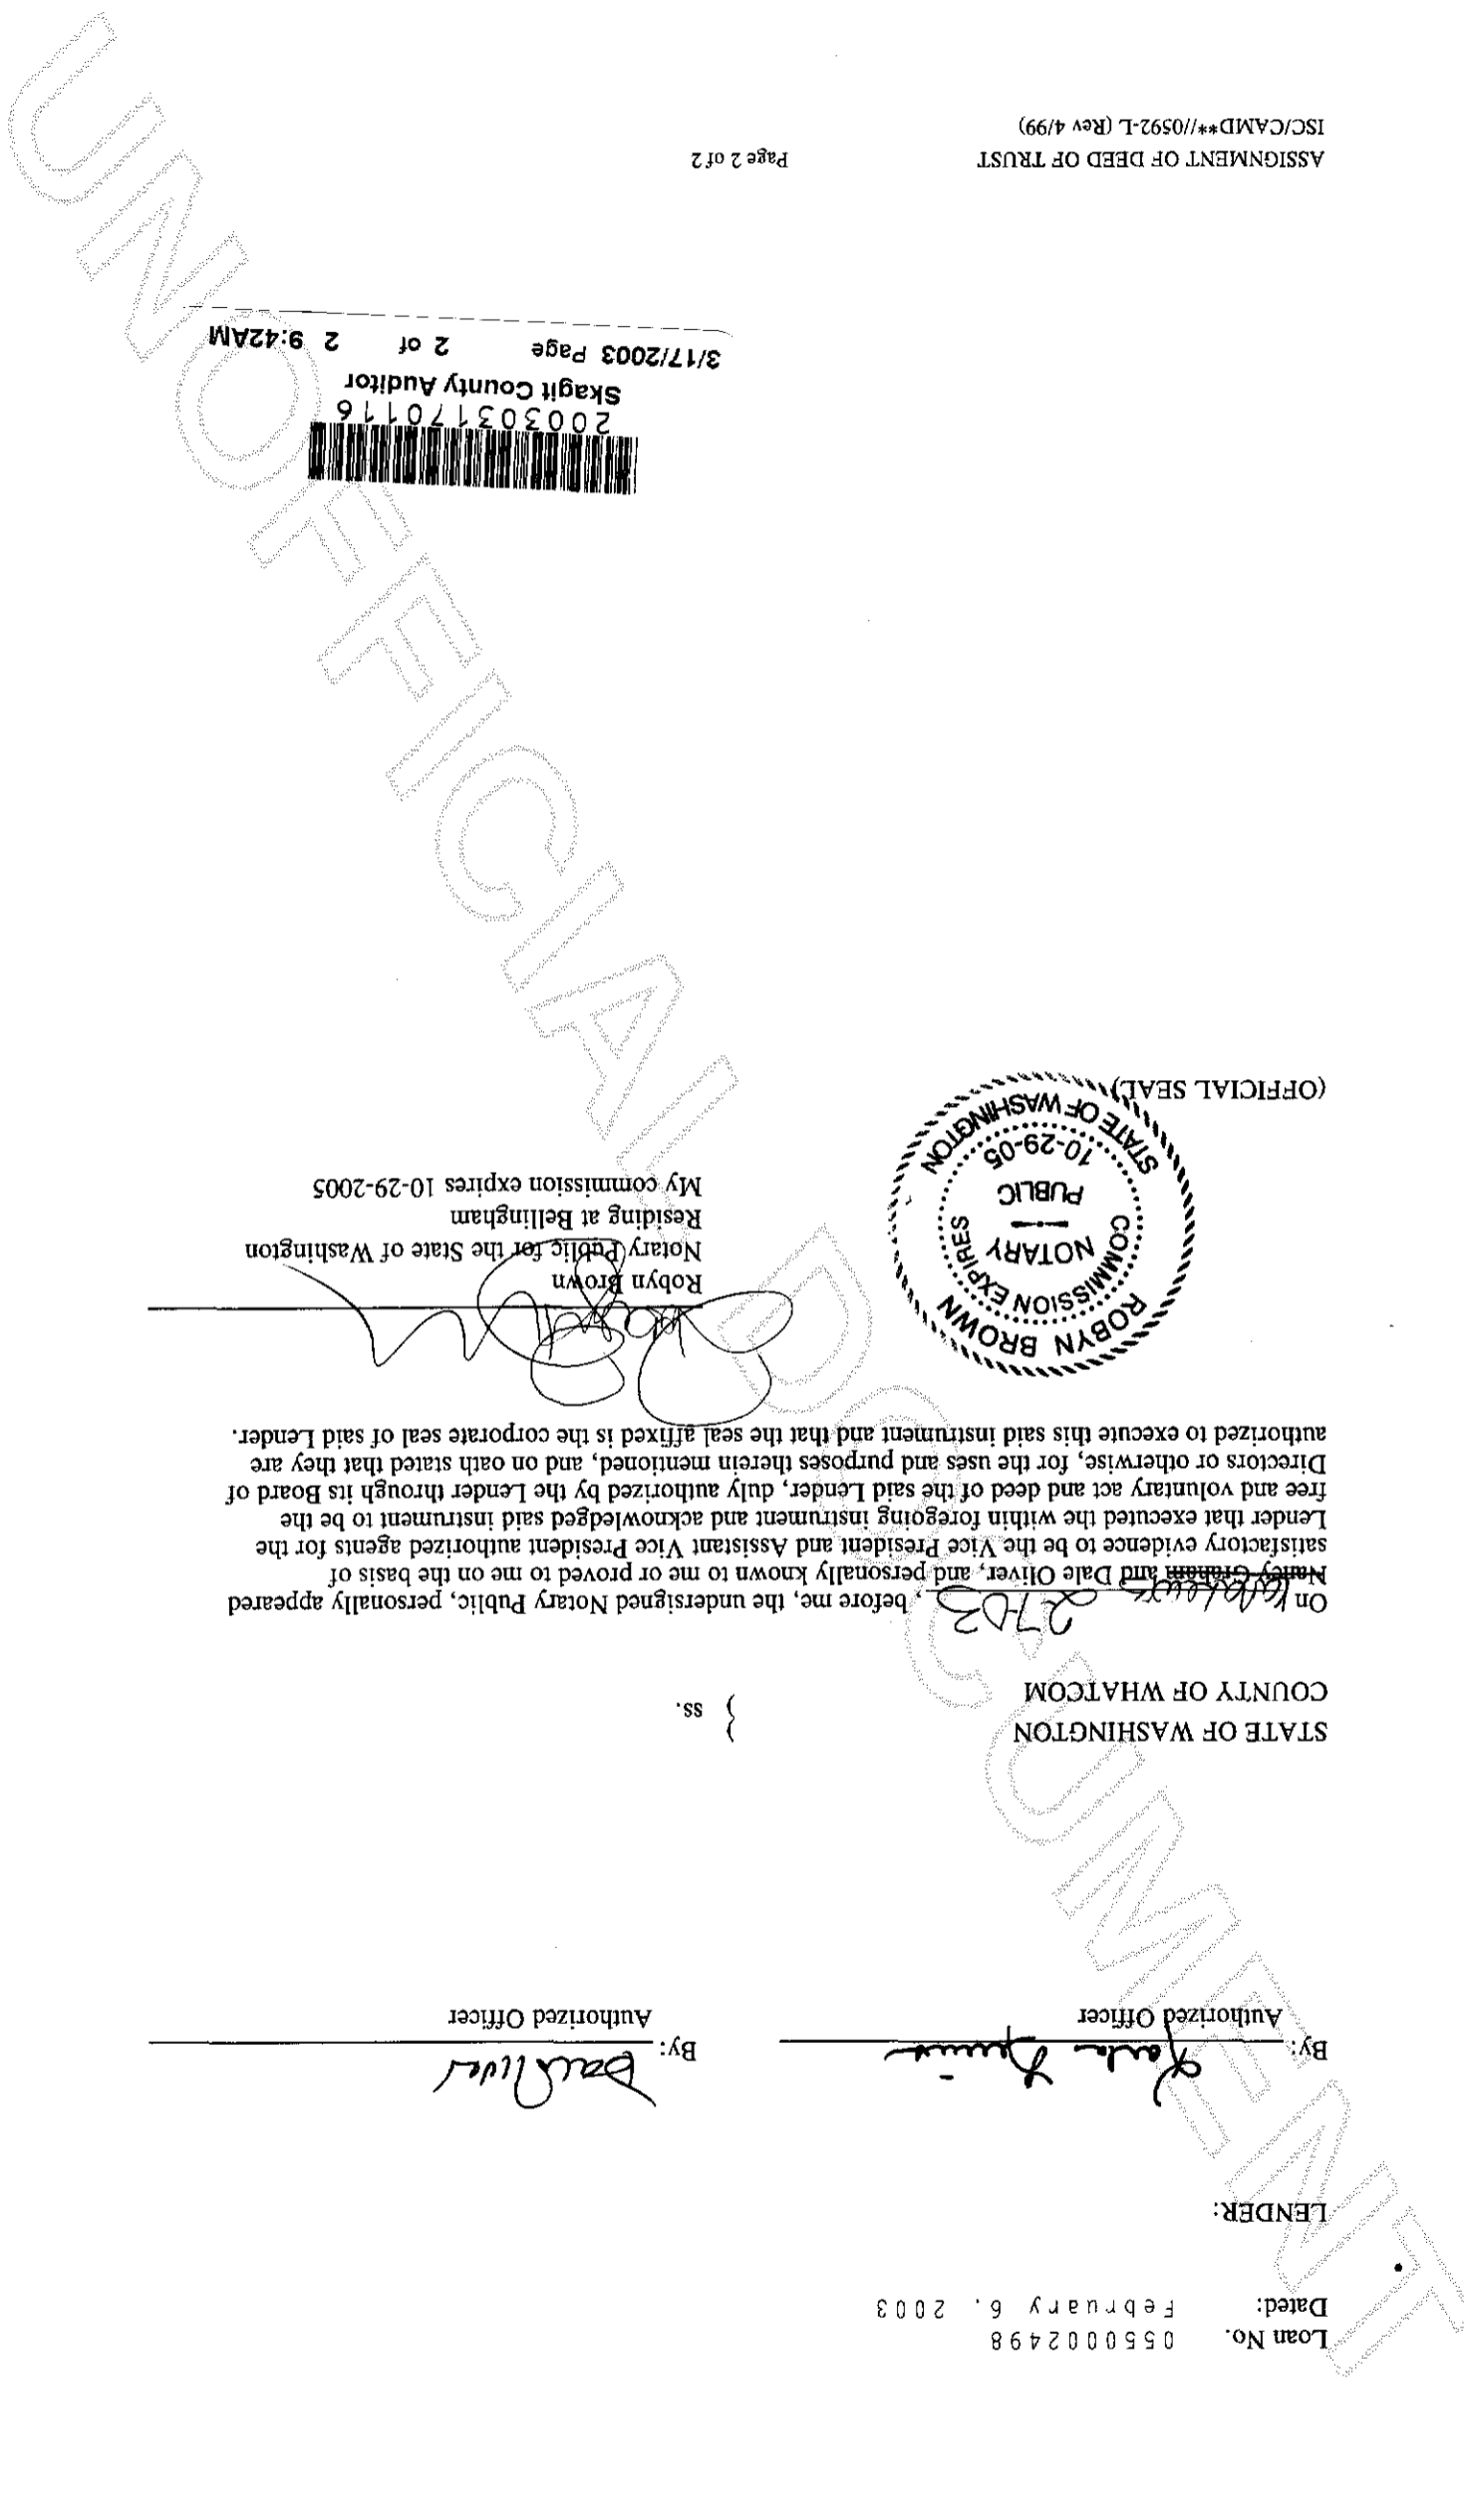 Loan No. 0550002498
Dated: February 6, 2003
LENDER:
By: By:
Authorized Officer Authorized Officer
STATE OF WASHINGTON
} ss.
COUNTY OF WHATCOM
On 2-7-03, before me, the undersigned Notary Public, personally appeared
Nancy Graham and Dale Oliver, and personally known to me or proved to me on the basis of
satisfactory evidence to be the Vice President and Assistant Vice President authorized agents for the
Lender that executed the within foregoing instrument and acknowledged said instrument to be the
free and voluntary act and deed of the said Lender, duly authorized by the Lender through its Board of
Directors or otherwise, for the uses and purposes therein mentioned, and on oath stated that they are
authorized to execute this said instrument and that the seal affixed is the corporate seal of said Lender.
ROBYN BROWN
COMMISSION EXPIRES
NOTARY
PUBLIC
10-29-05
STATE OF WASHINGTON
Robyn Brown
Notary Public for the State of Washington
Residing at Bellingham
My commission expires 10-29-2005
(OFFICIAL SEAL)
200303170116
Skagit County Auditor
3/17/2003 Page 2 of 2 9:42AM
ASSIGNMENT OF DEED OF TRUST Page 2 of 2
ISC/CAMD**//0592-L (Rev 4/99)
UNOFFICIAL DOCUMENT